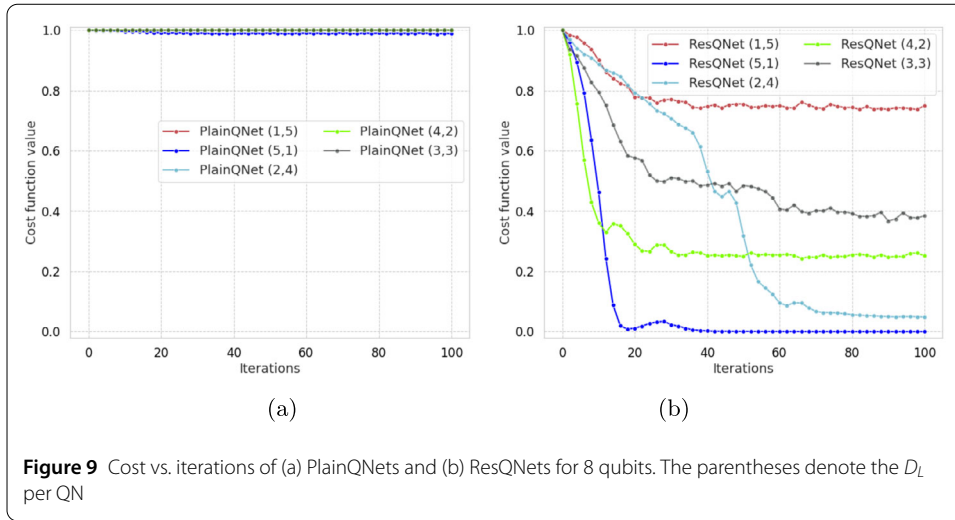 1.0
0.8
0.6
0.4
0.2
0.0
Cost function value
PlainQNet (1,5)
PlainQNet (5,1)
PlainQNet (2,4)
PlainQNet (4,2)
PlainQNet (3,3)
0 20 40 60 80 100
Iterations
(a)
1.0
0.8
0.6
0.4
0.2
0.0
Cost function value
ResQNet (1,5)
ResQNet (5,1)
ResQNet (2,4)
ResQNet (4,2)
ResQNet (3,3)
0 20 40 60 80 100
Iterations
(b)
Figure 9 Cost vs. iterations of (a) PlainQNets and (b) ResQNets for 8 qubits. The parentheses denote the D_L
per QN